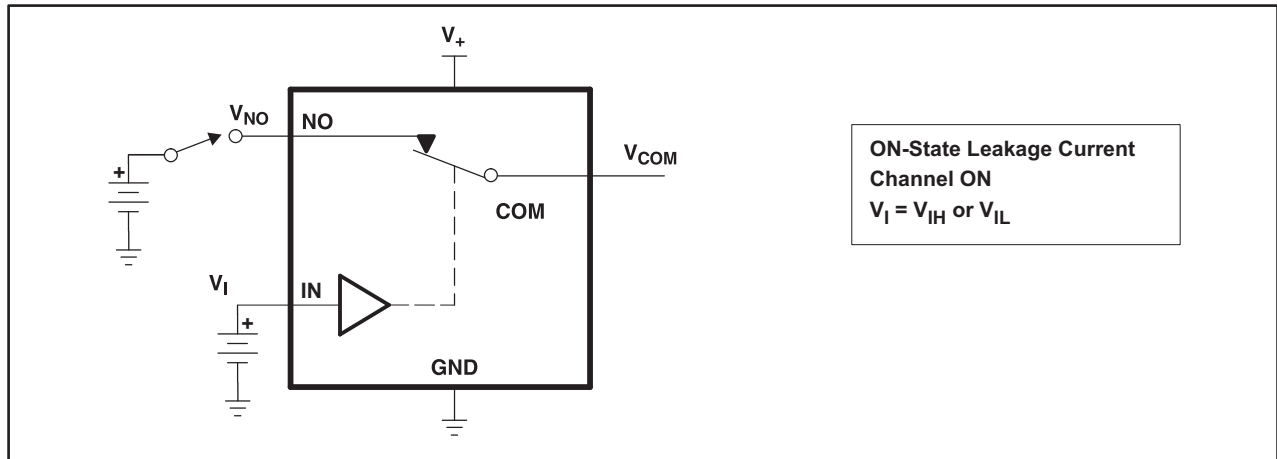 V+
VNO
NO
+
VCOM
COM
VI
IN
+
GND
ON-State Leakage Current
Channel ON
VI = VIH or VIL